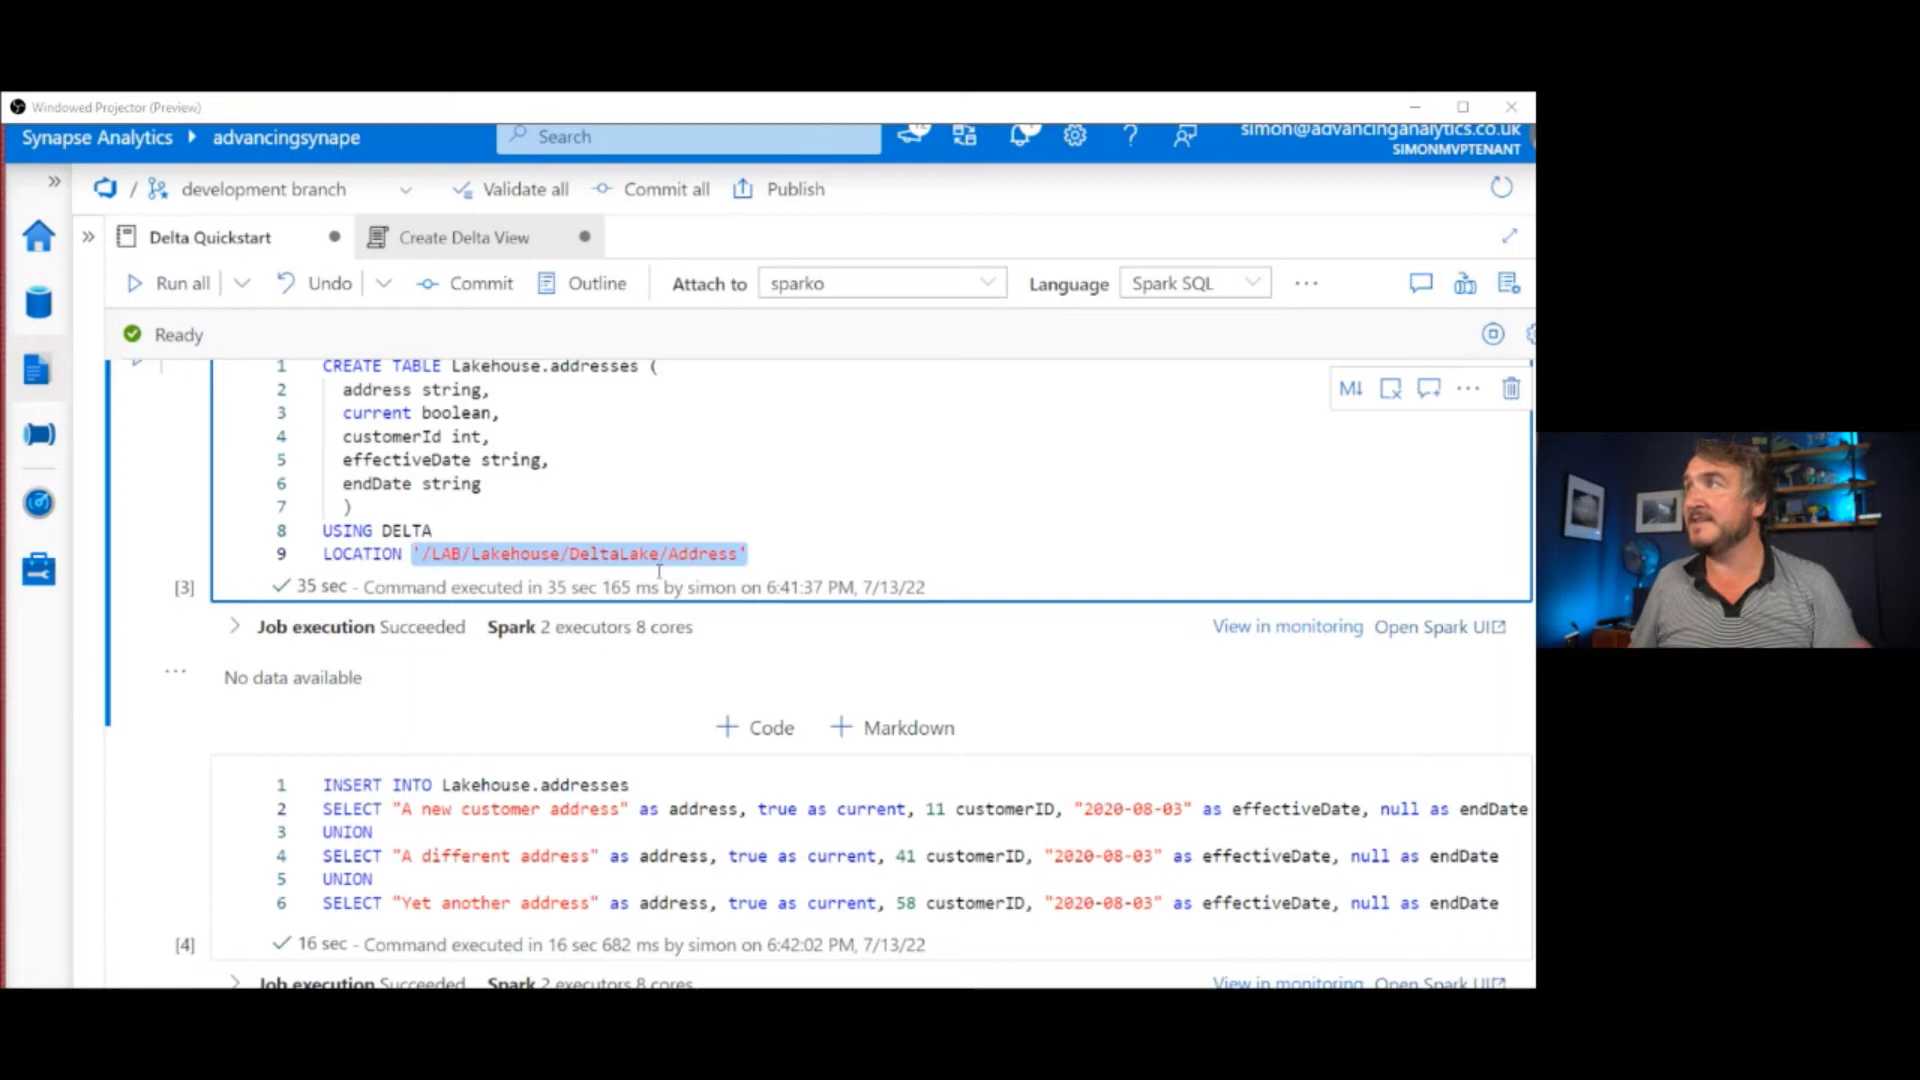 Windowed Projector (Preview)
Synapse Analytics advancingsynape
Search
simon@advancinganalytics.co.uk
SIMONMVPTENANT
/ development branch Validate all Commit all Publish
Delta Quickstart Create Delta View
Run all Undo Commit Outline Attach to sparko Language Spark SQL ...
Ready
1 CREATE TABLE Lakehouse.addresses (
2 address string,
3 current boolean,
4 customerId int,
5 effectiveDate string,
6 endDate string
7 )
8 USING DELTA
9 LOCATION '/LAB/Lakehouse/DeltaLake/Address'
M↓ ...
[3] 35 sec - Command executed in 35 sec 165 ms by simon on 6:41:37 PM, 7/13/22
Job execution Succeeded Spark 2 executors 8 cores View in monitoring Open Spark UI
... No data available
+ Code + Markdown
1 INSERT INTO Lakehouse.addresses
2 SELECT "A new customer address" as address, true as current, 11 customerID, "2020-08-03" as effectiveDate, null as endDate
3 UNION
4 SELECT "A different address" as address, true as current, 41 customerID, "2020-08-03" as effectiveDate, null as endDate
5 UNION
6 SELECT "Yet another address" as address, true as current, 58 customerID, "2020-08-03" as effectiveDate, null as endDate
[4] 16 sec - Command executed in 16 sec 682 ms by simon on 6:42:02 PM, 7/13/22
Job execution Succeeded Spark 2 executors 8 cores View in monitoring Open Spark UI